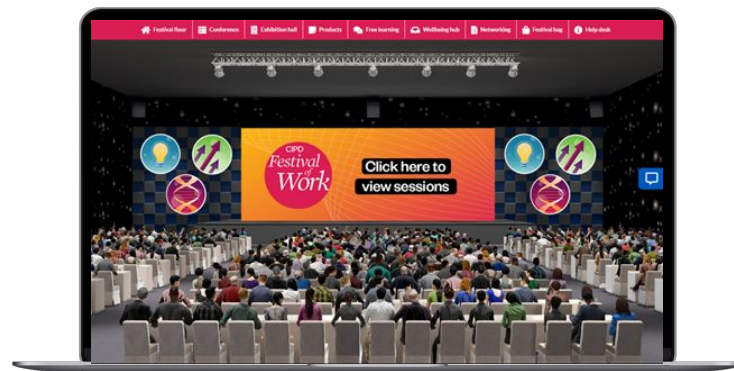 Festival floor
Conference
Exhibition hall
Products
Free learning
Wellbeing hub
Networking
Festival bag
Help desk
CIPD
Festival
of
Work
Click here to
view sessions